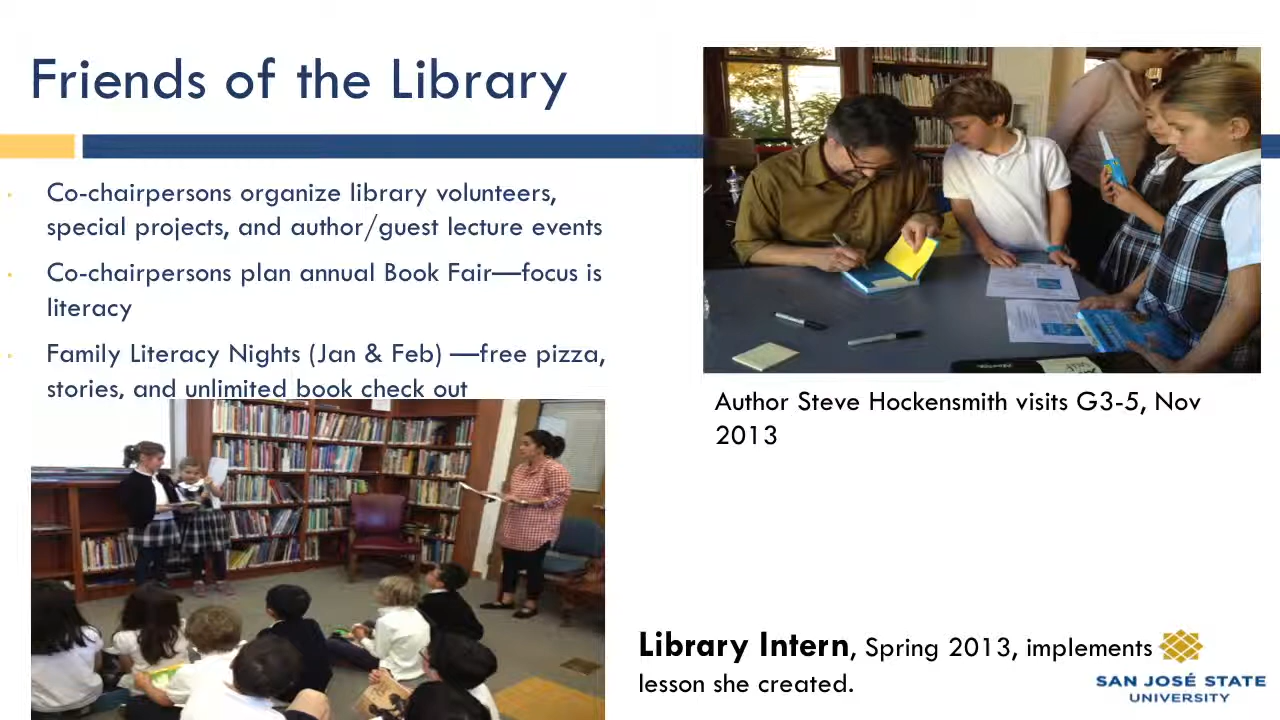 Friends of the Library
Co-chairpersons organize library volunteers,
special projects, and author/guest lecture events
Co-chairpersons plan annual Book Fair—focus is
literacy
Family Literacy Nights (Jan & Feb) —free pizza,
stories, and unlimited book check out
Author Steve Hockensmith visits G3-5, Nov
2013
Library Intern, Spring 2013, implements
lesson she created.
SAN JOSÉ STATE
UNIVERSITY